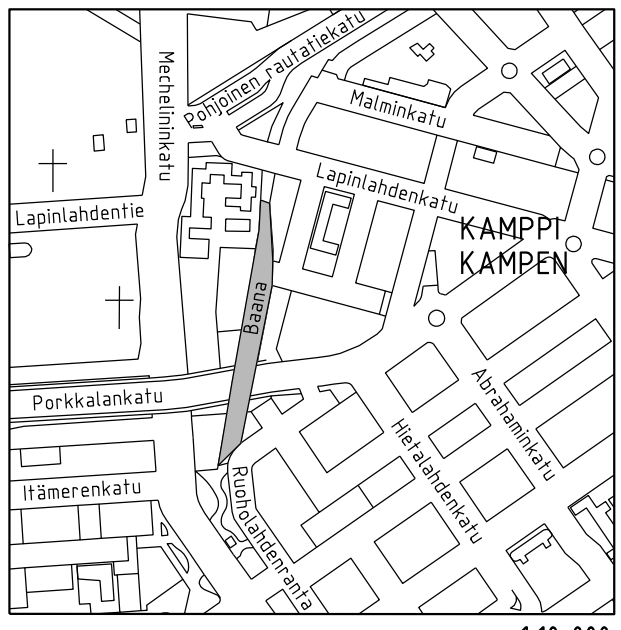 Mechelininkatu
Pohjoinen rautatiekatu
Malminkatu
Lapinlahdenkatu
Lapinlahdentie
KAMPPI
KAMPEN
Baana
Porkkalankatu
Abrahaminkatu
Hietalahdenkatu
Itämerenkatu
Ruoholahdenranta